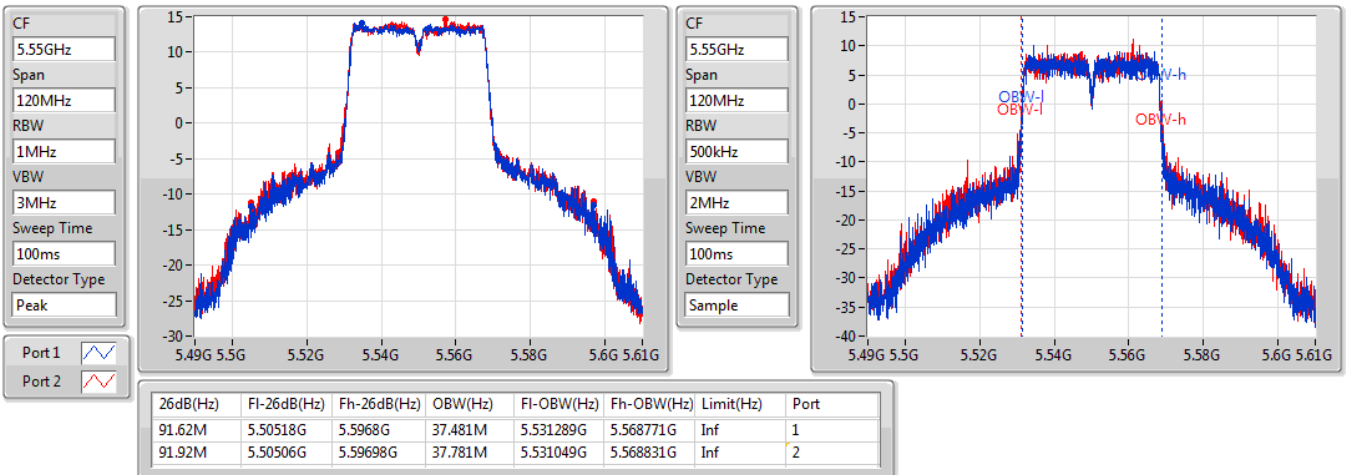 CF
5.55GHz
Span
120MHz
RBW
1MHz
VBW
3MHz
Sweep Time
100ms
Detector Type
Peak
Port 1
Port 2
15
10
5
0
-5
-10
-15
-20
-25
-30
5.49G 5.5G 5.52G 5.54G 5.56G 5.58G 5.6G 5.61G
CF
5.55GHz
Span
120MHz
RBW
500kHz
VBW
2MHz
Sweep Time
100ms
Detector Type
Sample
15
10
5
0
-5
-10
-15
-20
-25
-30
-35
-40
5.49G 5.5G 5.52G 5.54G 5.56G 5.58G 5.6G 5.61G
OBW-h
OBW-l
OBW-l
OBW-h
26dB(Hz) Fl-26dB(Hz) Fh-26dB(Hz) OBW(Hz) Fl-OBW(Hz) Fh-OBW(Hz) Limit(Hz) Port
91.62M 5.50518G 5.5968G 37.481M 5.531289G 5.568771G Inf 1
91.92M 5.50506G 5.59698G 37.781M 5.531049G 5.568831G Inf 2